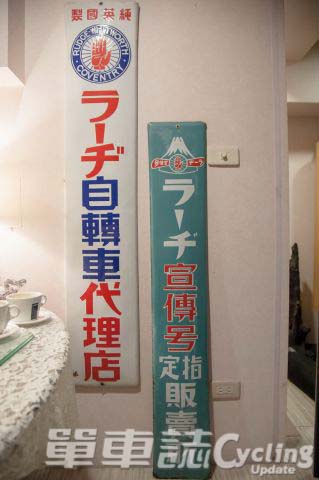 純英國製
RUDGE WHITWORTH
COVENTRY
ラーヂ自轉車代理店
ラーヂ宣傳号
指定
販賣
單車誌 Cycling
Update